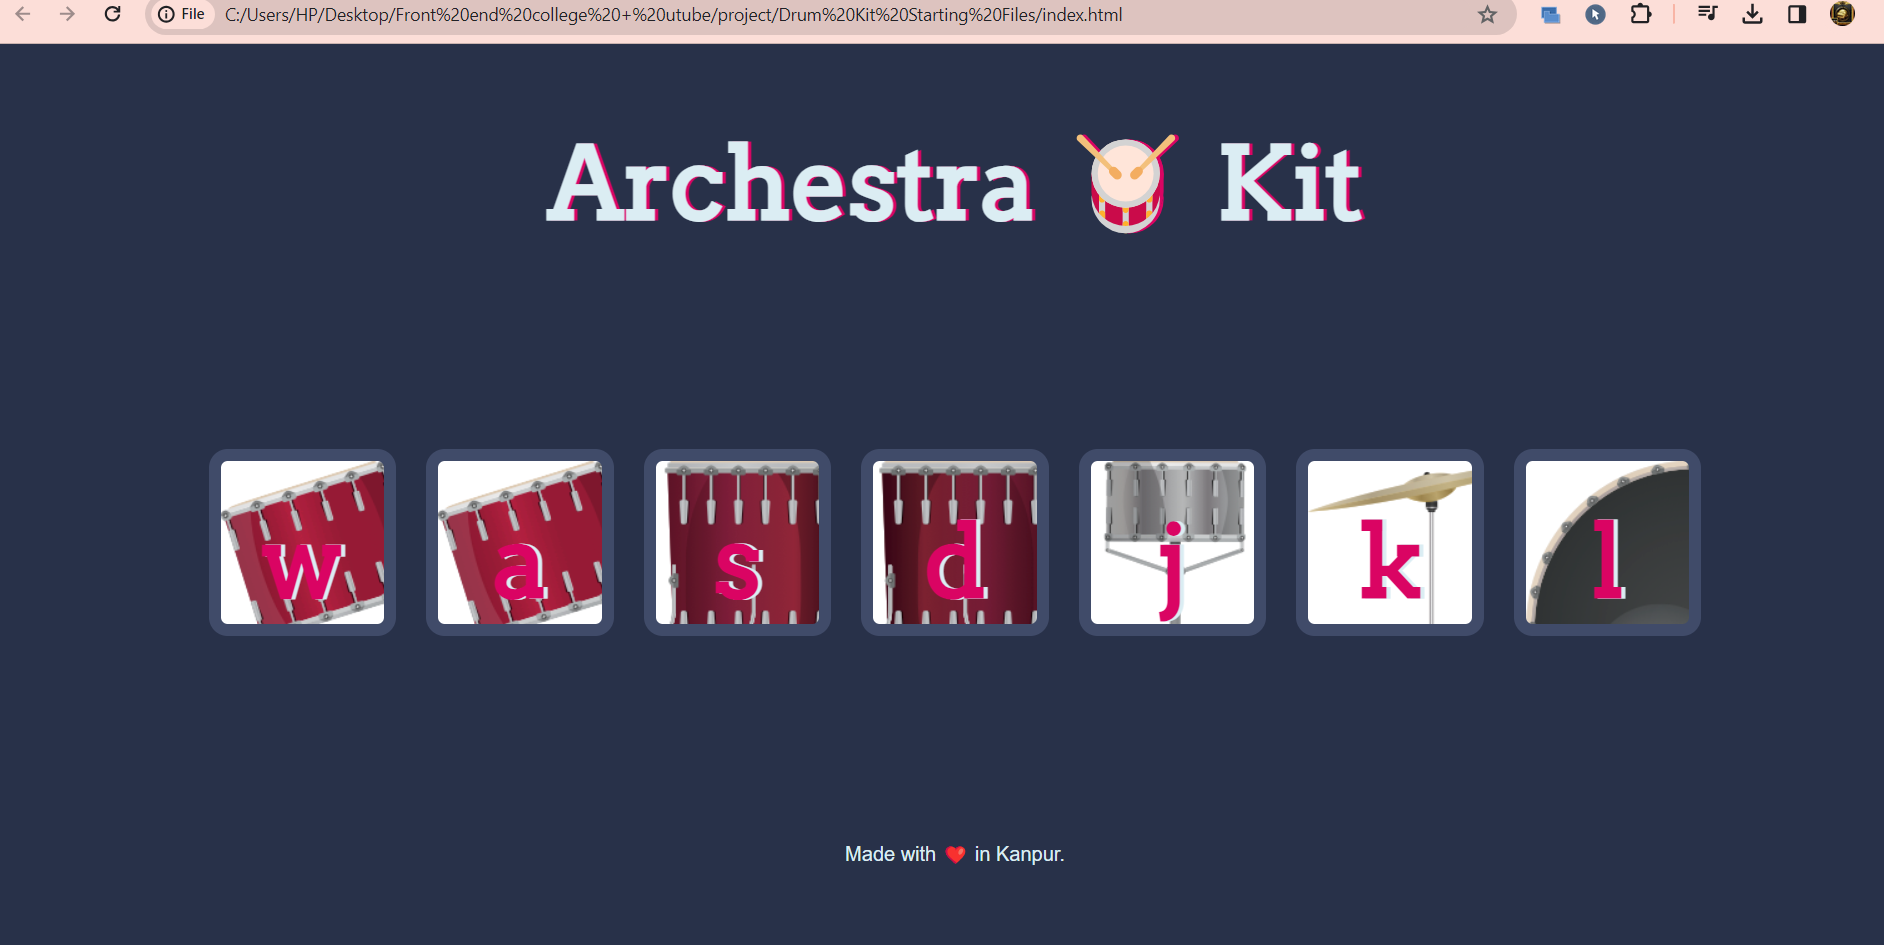 File C:/Users/HP/Desktop/Front%20end%20college%20+%20utube/project/Drum%20Kit%20Starting%20Files/index.html
Archestra 🥁 Kit
w a s d j k l
Made with ❤️ in Kanpur.